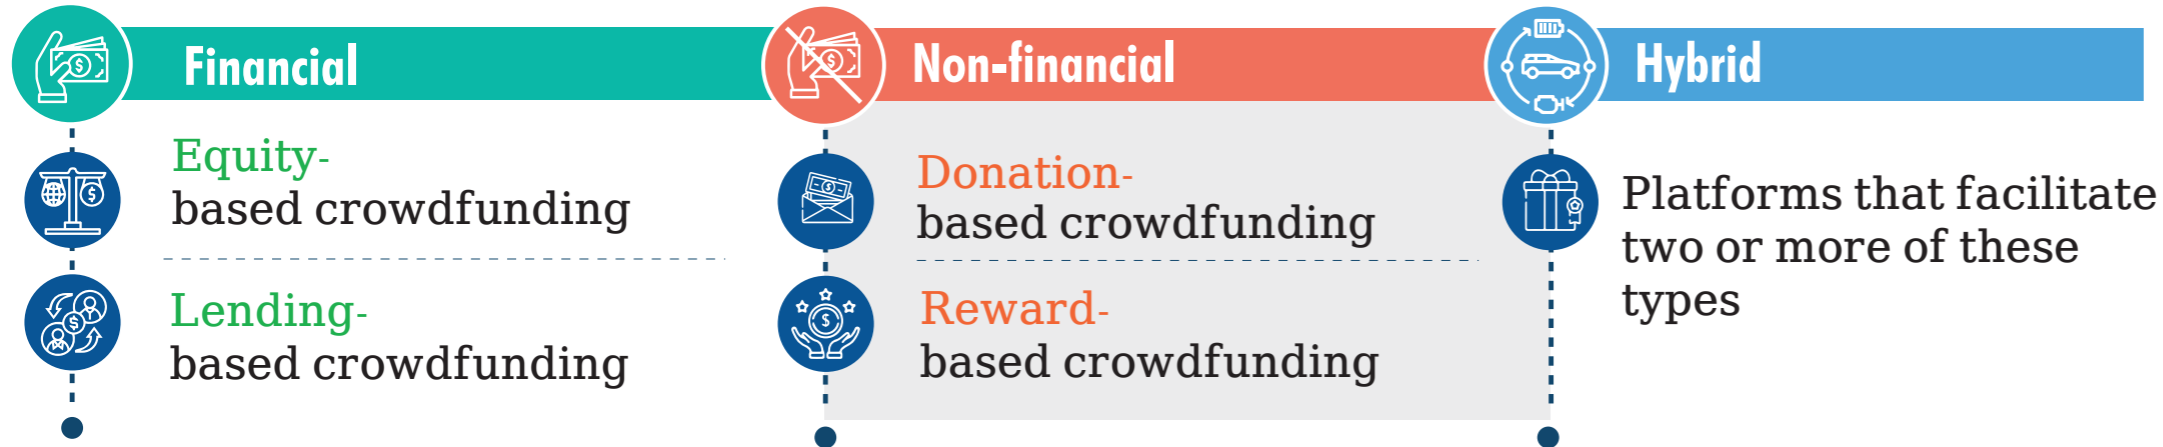 Financial
Equity-
based crowdfunding
Lending-
based crowdfunding
Non-financial
Donation-
based crowdfunding
Reward-
based crowdfunding
Hybrid
Platforms that facilitate
two or more of these
types